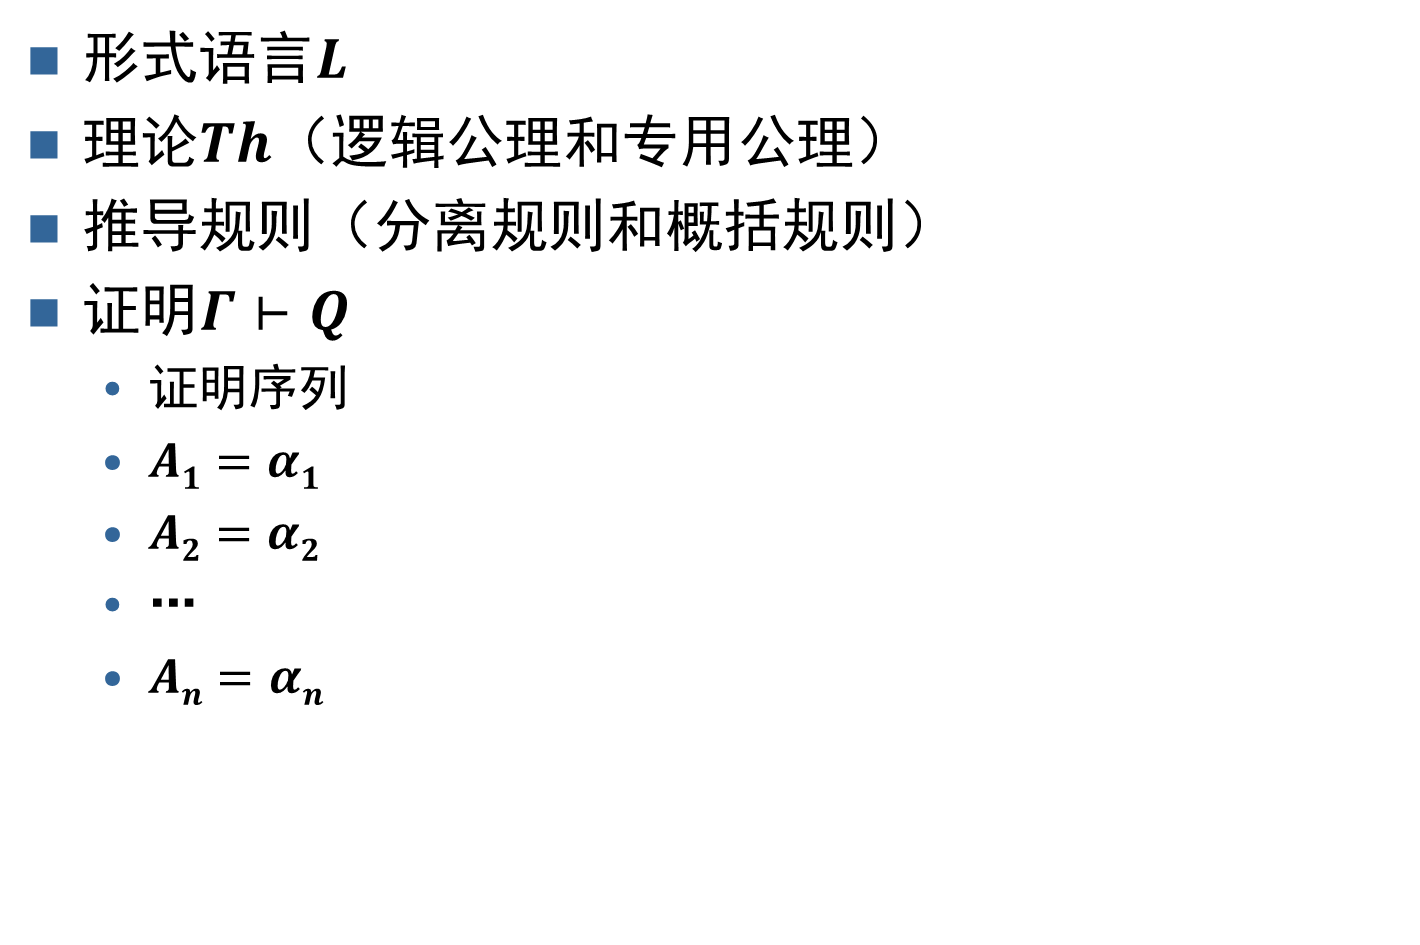 形式语言L
理论Th（逻辑公理和专用公理）
推导规则（分离规则和概括规则）
证明Γ ⊢ Q
证明序列
A₁ = α₁
A₂ = α₂
⋯
Aₙ = αₙ